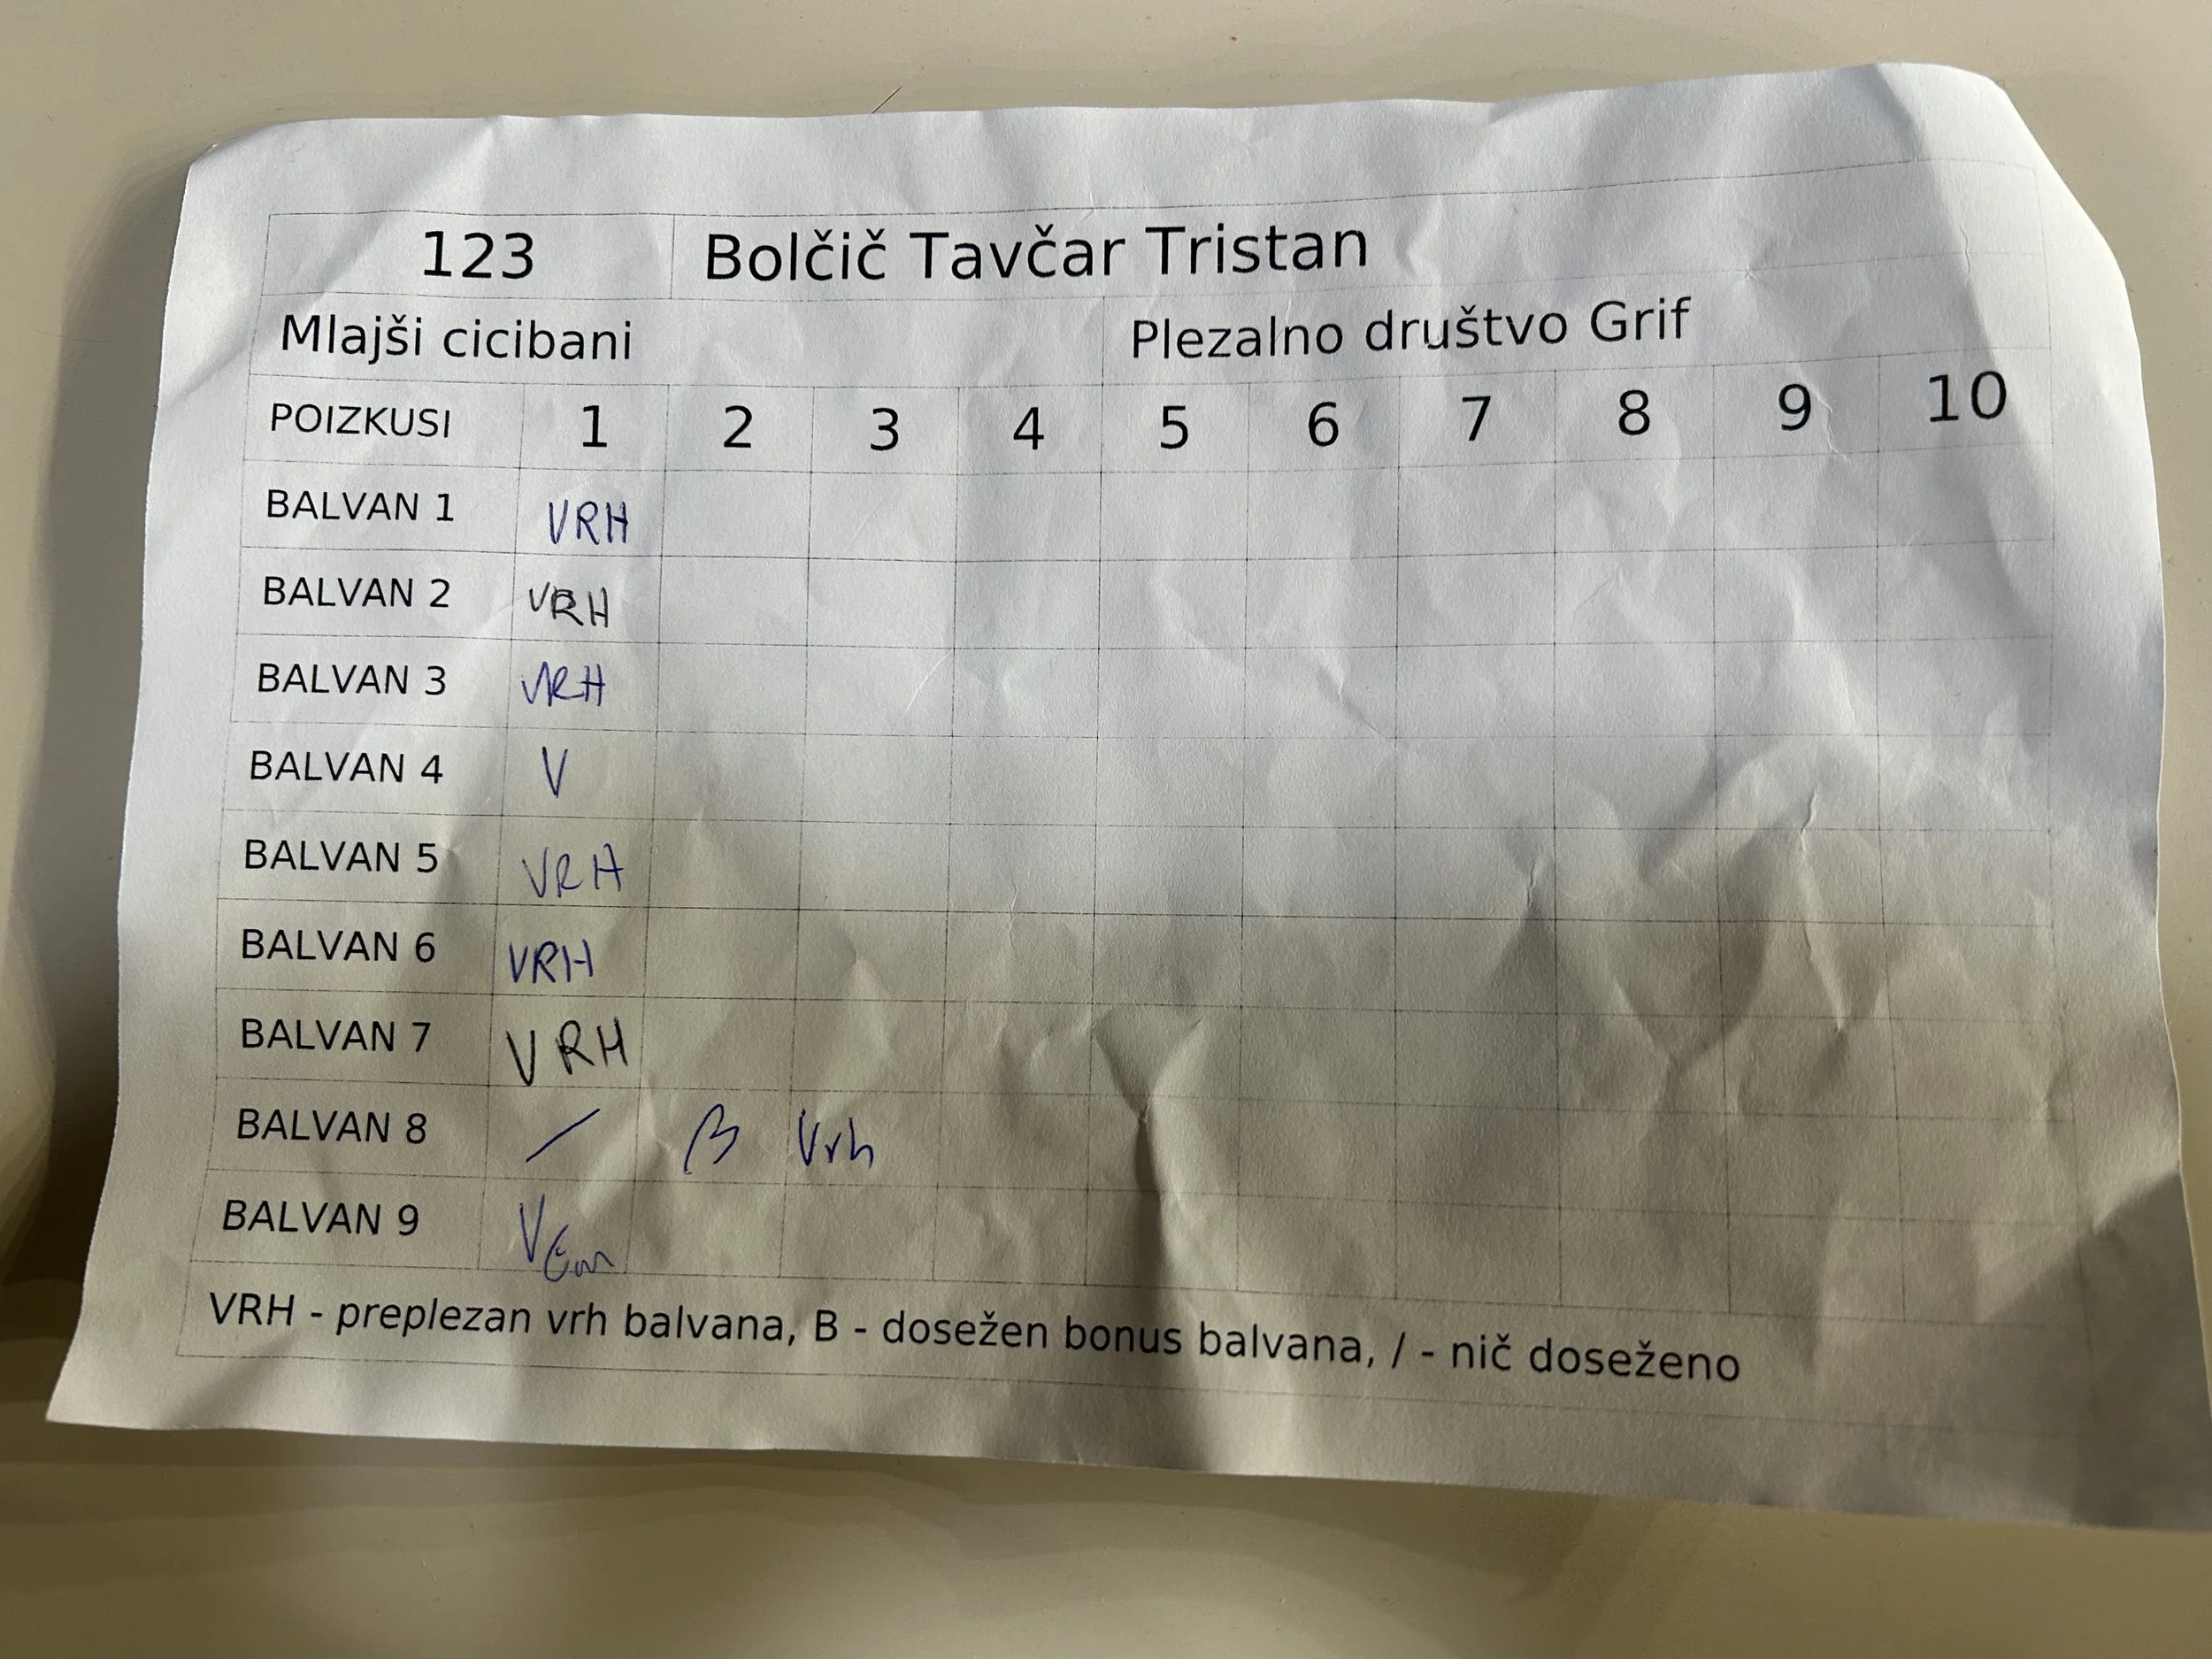 123 Bolčič Tavčar Tristan
Mlajši cicibani Plezalno društvo Grif
POIZKUSI 1 2 3 4 5 6 7 8 9 10
BALVAN 1 VRH
BALVAN 2 VRH
BALVAN 3 VRH
BALVAN 4 V
BALVAN 5 VRH
BALVAN 6 VRH
BALVAN 7 VRH
BALVAN 8 / B Vrh
BALVAN 9 V
VRH - preplezan vrh balvana, B - dosežen bonus balvana, / - nič doseženo